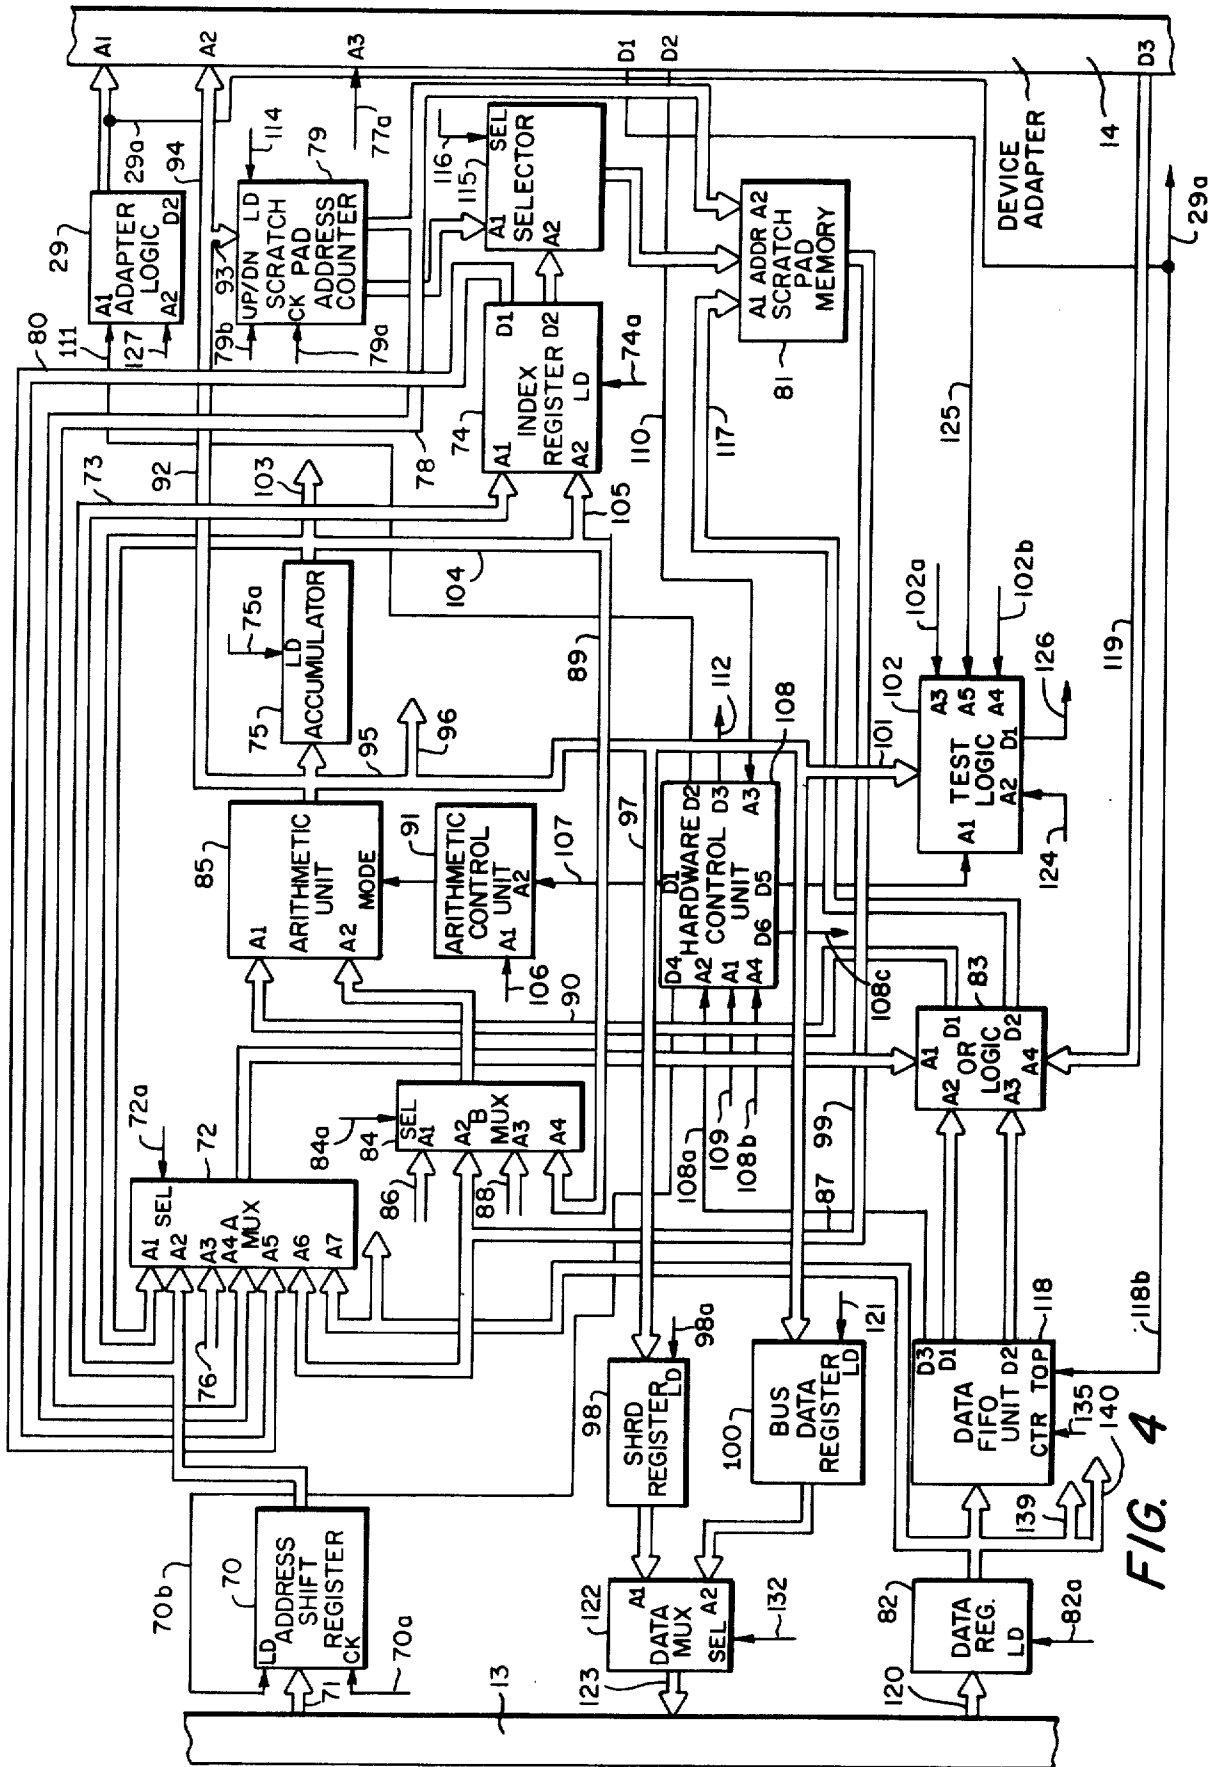 A1
A2
A3
D1
D2
D3
DEVICE
ADAPTER
14
29a
29
A1
ADAPTER
LOGIC
A2
D2
111
127
29a
94
93
UP/DN
LD
SCRATCH
PAD
ADDRESS
COUNTER
CK
79
114
79b
79a
77a
116
115
A1
SEL
SELECTOR
A2
80
92
73
103
78
74
A1
D1
INDEX
REGISTER
D2
A2
LD
74a
105
110
117
A1 ADDR A2
SCRATCH
PAD
MEMORY
81
125
119
75
75a
LD
ACCUMULATOR
104
89
95
96
85
A1
ARITHMETIC
UNIT
A2
MODE
91
ARITHMETIC
CONTROL
UNIT
A1
A2
106
107
90
97
D1
D2
D4
HARDWARE
D3
A2
CONTROL
A1
UNIT
A3
A4
D6
D5
112
108
108a
109
108b
108c
102a
102
102b
A3
A5
A4
A1
TEST
LOGIC
A2
D1
101
124
126
72a
72
SEL
A1
A2
A3
A4
A
MUX
A5
A6
A7
76
84a
84
SEL
A1
A2
B
MUX
A3
A4
86
88
87
99
83
A1
A2
D1
OR
LOGIC
D2
A3
A4
70b
70
LD
ADDRESS
SHIFT
REGISTER
CK
70a
71
13
98
SHRD
REGISTER
LD
98a
100
BUS
DATA
REGISTER
LD
121
122
A1
DATA
MUX
A2
SEL
132
123
D3
D1
DATA
FIFO
UNIT
D2
CTR
TOP
118
118b
135
140
139
82
DATA
REG.
LD
82a
120
FIG. 4